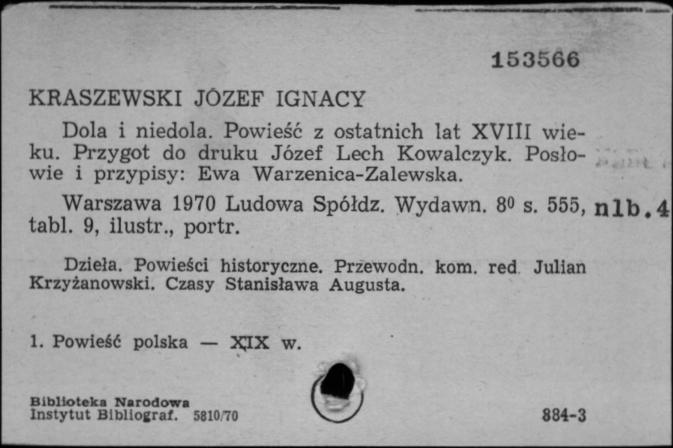 153566
KRASZEWSKI JÓZEF IGNACY
Dola i niedola. Powieść z ostatnich lat XVIII wie-
ku. Przygot do druku Józef Lech Kowalczyk. Posło-
wie i przypisy: Ewa Warzenica-Zalewska.
Warszawa 1970 Ludowa Spółdz. Wydawn. 8⁰ s. 555, nlb.4
tabl. 9, ilustr., portr.
Dzieła. Powieści historyczne. Przewodn. kom. red. Julian
Krzyżanowski. Czasy Stanisława Augusta.
1. Powieść polska — XIX w.
Biblioteka Narodowa
Instytut Bibliograf. 5810/70
884-3